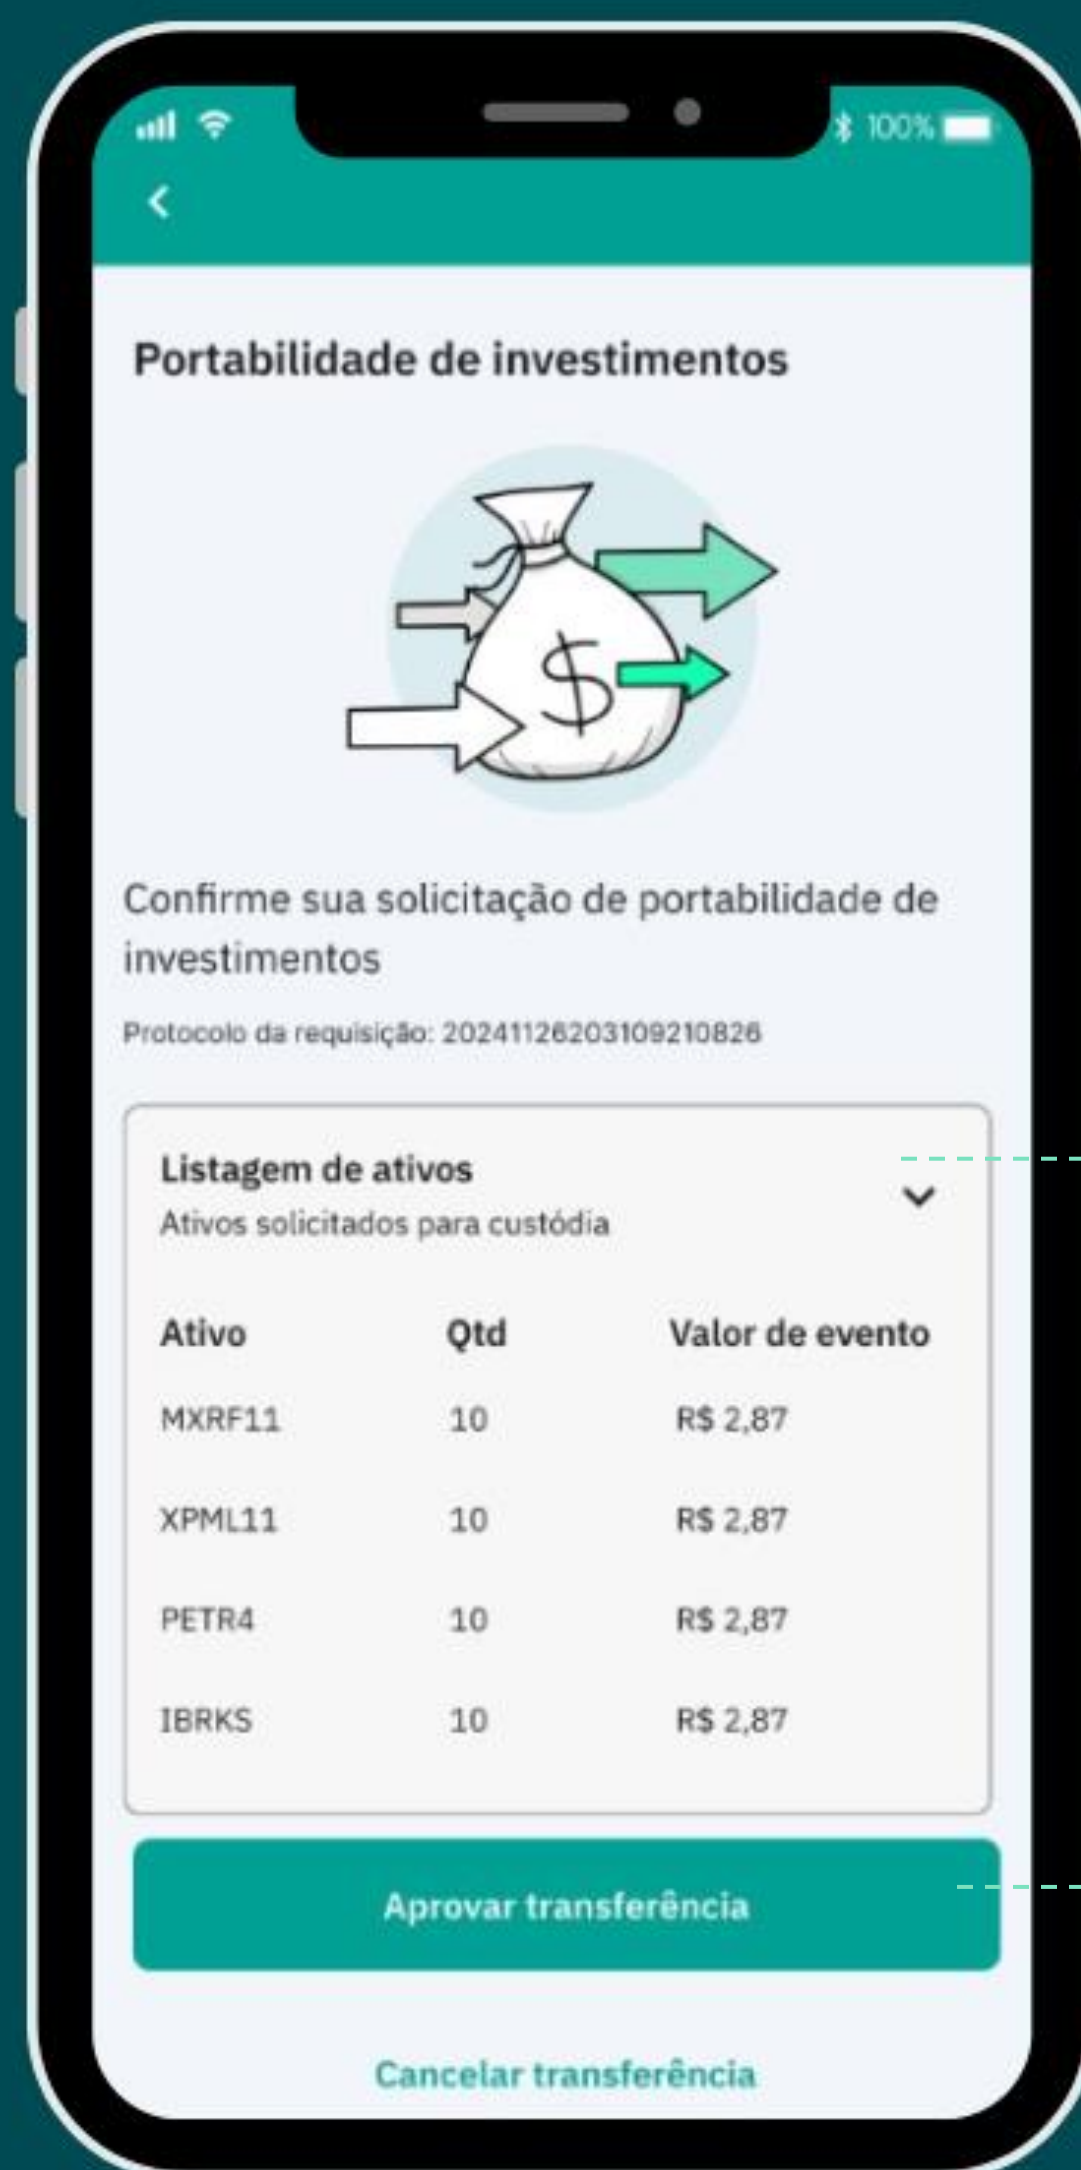 100%
Portabilidade de investimentos
$
Confirme sua solicitação de portabilidade de
investimentos
Protocolo da requisição: 20241126203109210826
Listagem de ativos
Ativos solicitados para custódia
Ativo Qtd Valor de evento
MXRF11 10 R$ 2,87
XPML11 10 R$ 2,87
PETR4 10 R$ 2,87
IBRKS 10 R$ 2,87
Aprovar transferência
Cancelar transferência